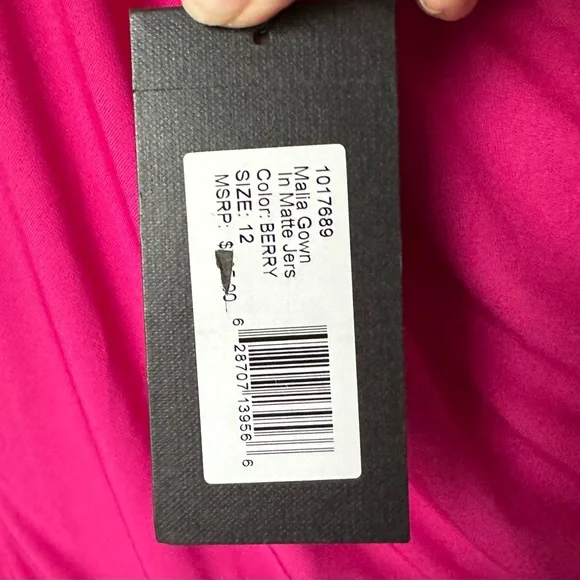 1017689
Malia Gown
In Matte Jers
Color: BERRY
SIZE: 12
MSRP: $
6 28707 13956 6